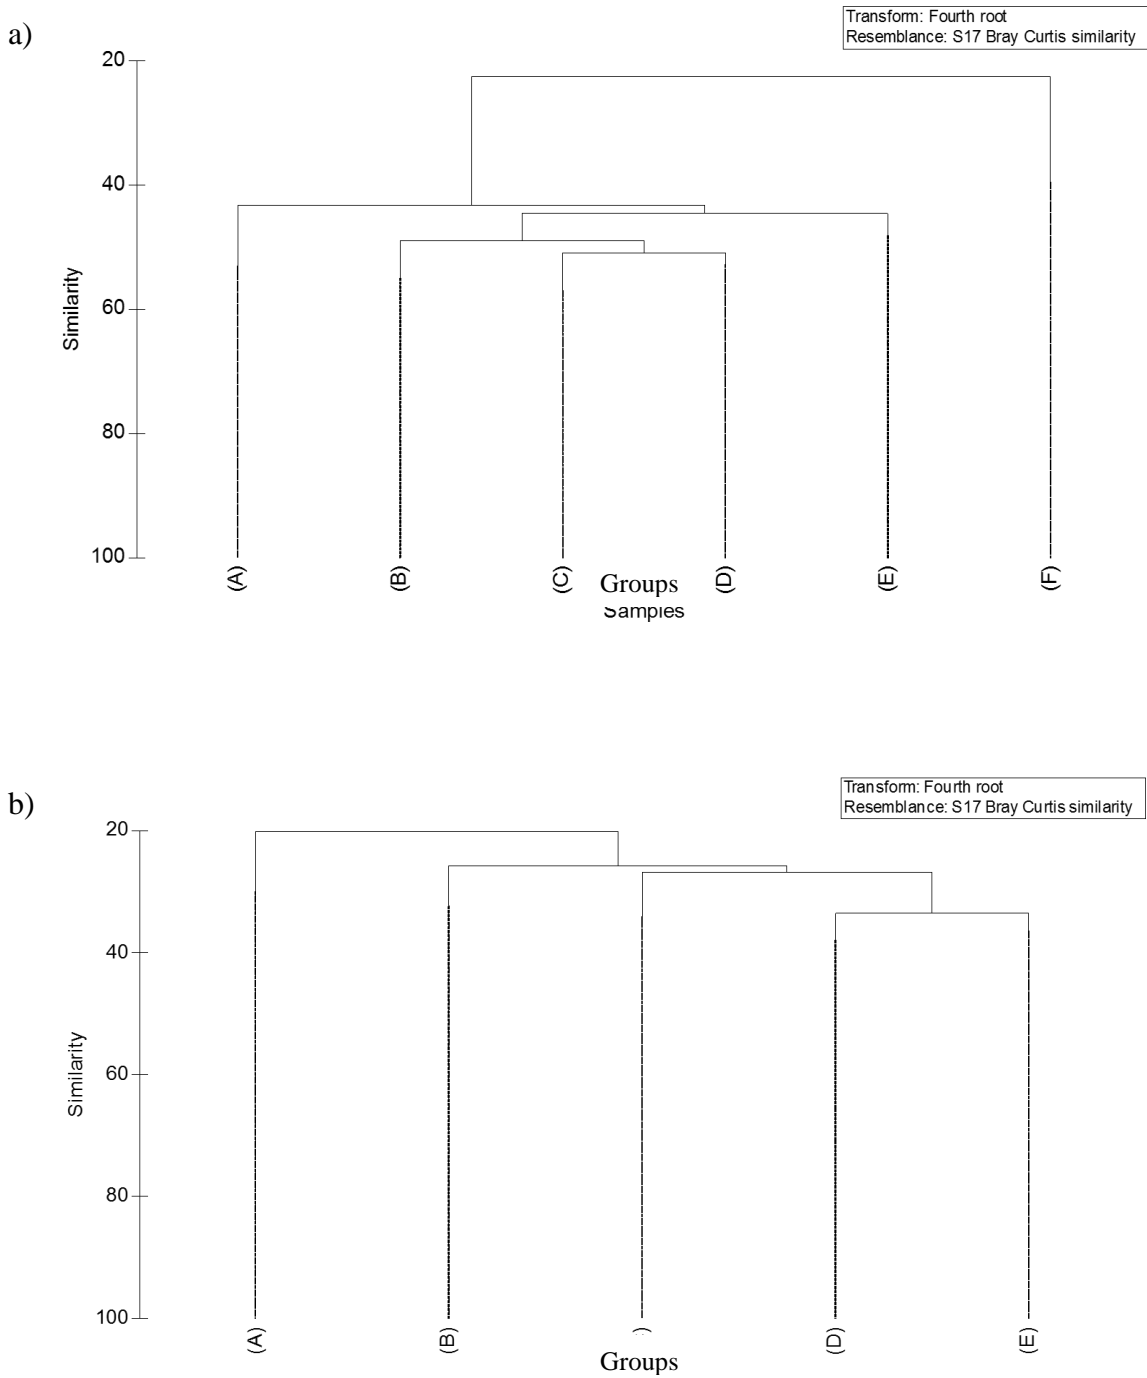 a)
Transform: Fourth root
Resemblance: S17 Bray Curtis similarity
20
40
60
80
100
Similarity
(A) (B) (C) (D) (E) (F)
Groups
Samples
b)
Transform: Fourth root
Resemblance: S17 Bray Curtis similarity
20
40
60
80
100
Similarity
(A) (B) ) (D) (E)
Groups